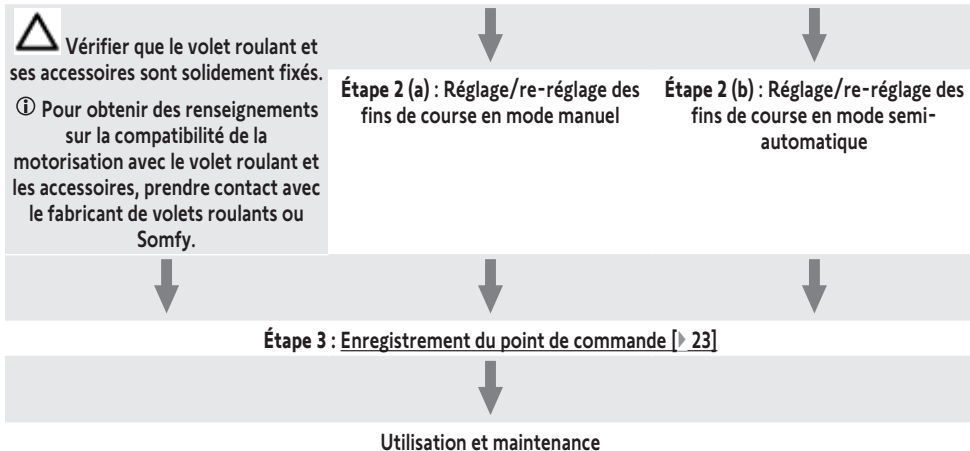 Vérifier que le volet roulant et
ses accessoires sont solidement fixés.
ⓘ Pour obtenir des renseignements
sur la compatibilité de la
motorisation avec le volet roulant et
les accessoires, prendre contact avec
le fabricant de volets roulants ou
Somfy.
Étape 2 (a) : Réglage/re-réglage des
fins de course en mode manuel
Étape 2 (b) : Réglage/re-réglage des
fins de course en mode semi-
automatique
Étape 3 : Enregistrement du point de commande [▶ 23]
Utilisation et maintenance